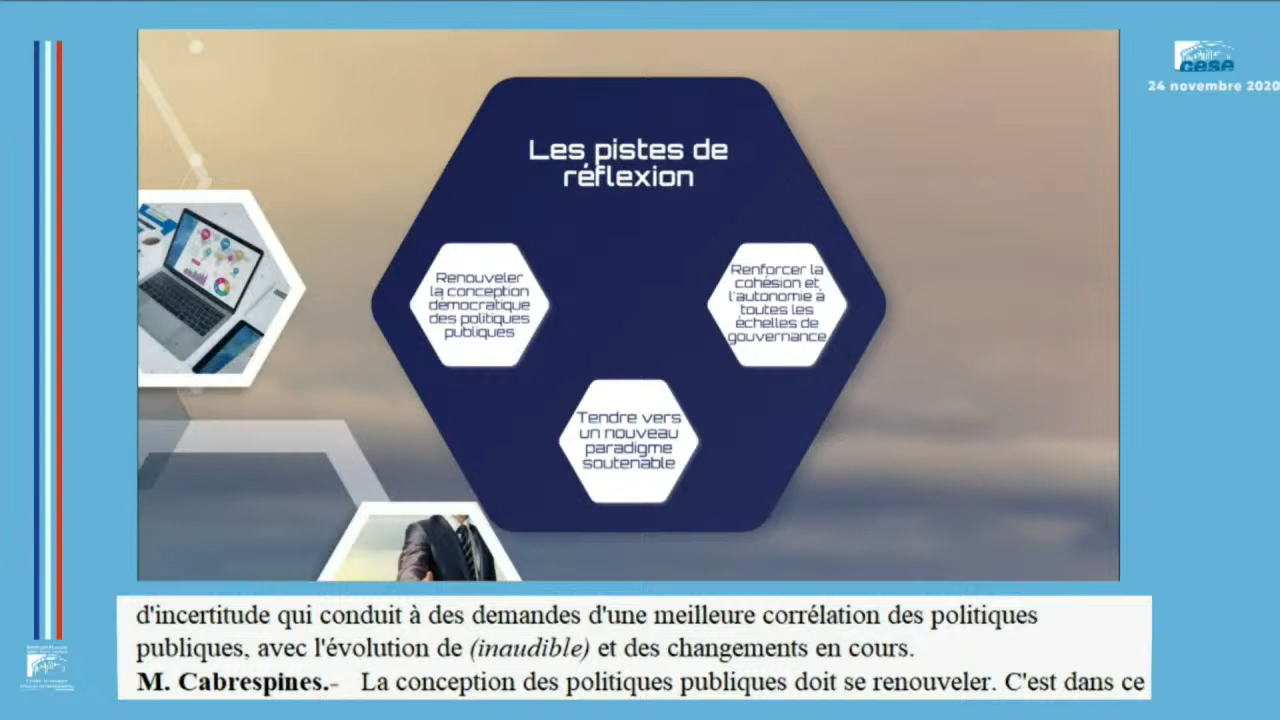 cese
24 novembre 2020
Les pistes de
réflexion
Renouveler
la conception
démocratique
des politiques
publiques
Renforcer la
cohésion et
l'autonomie à
toutes les
échelles de
gouvernance
Tendre vers
un nouveau
paradigme
soutenable
d'incertitude qui conduit à des demandes d'une meilleure corrélation des politiques
publiques, avec l'évolution de (inaudible) et des changements en cours.
M. Cabrespines.- La conception des politiques publiques doit se renouveler. C'est dans ce